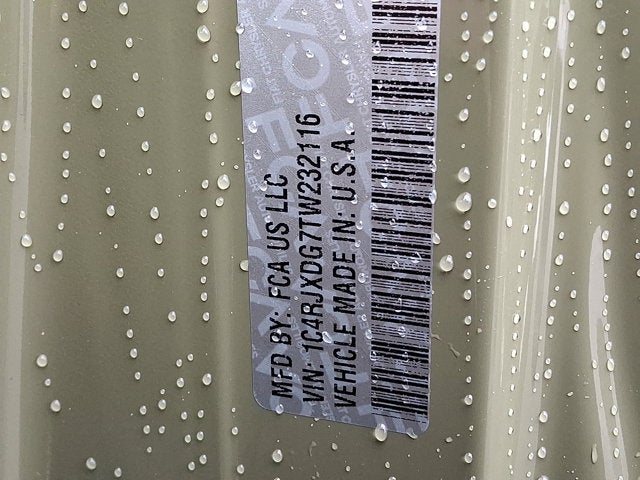 MFD BY: FCA US LLC
VIN: 1C4RJXDG7TW232116
VEHICLE MADE IN: U.S.A.